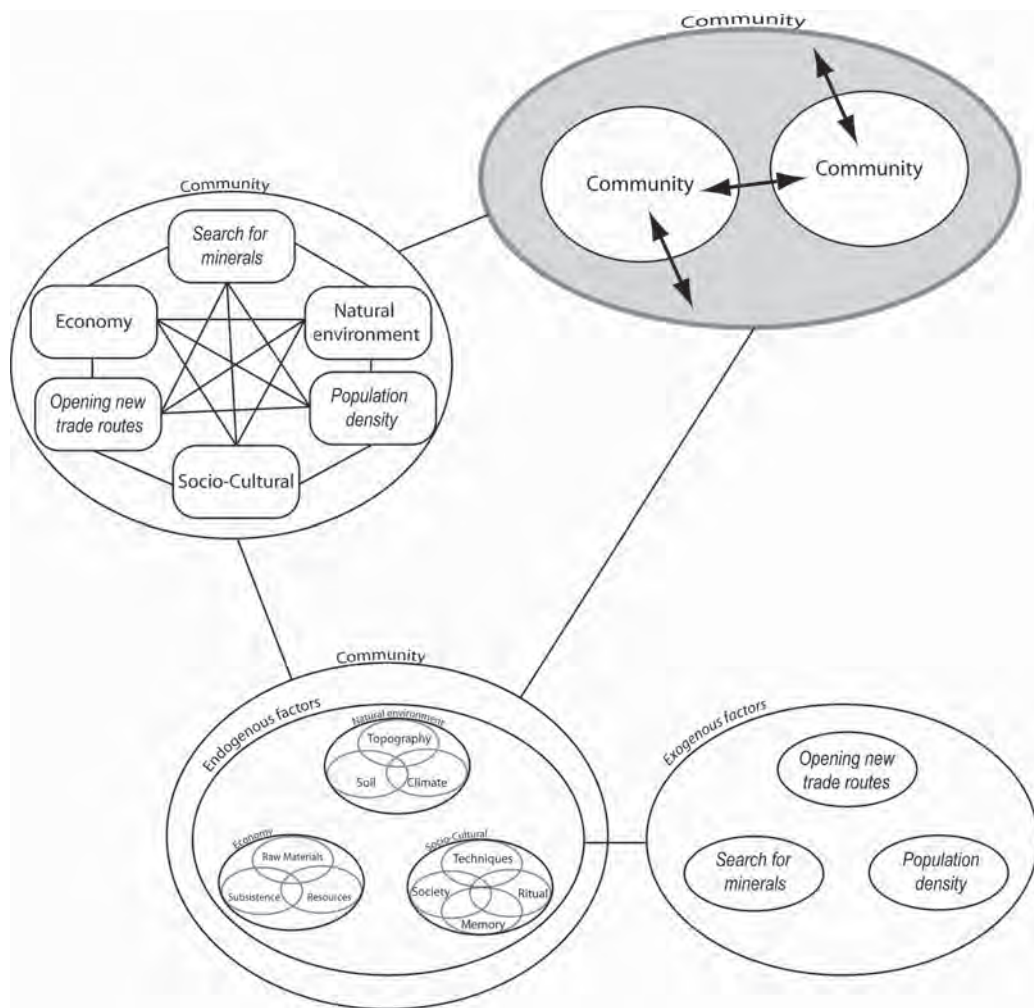 Community
Community
Community
Community
Search for
minerals
Economy
Natural
environment
Opening new
trade routes
Population
density
Socio-Cultural
Community
Endogenous factors
Natural environment
Topography
Soil
Climate
Economy
Raw Materials
Subsistence
Resources
Socio-Cultural
Techniques
Society
Ritual
Memory
Exogenous factors
Opening new
trade routes
Search for
minerals
Population
density